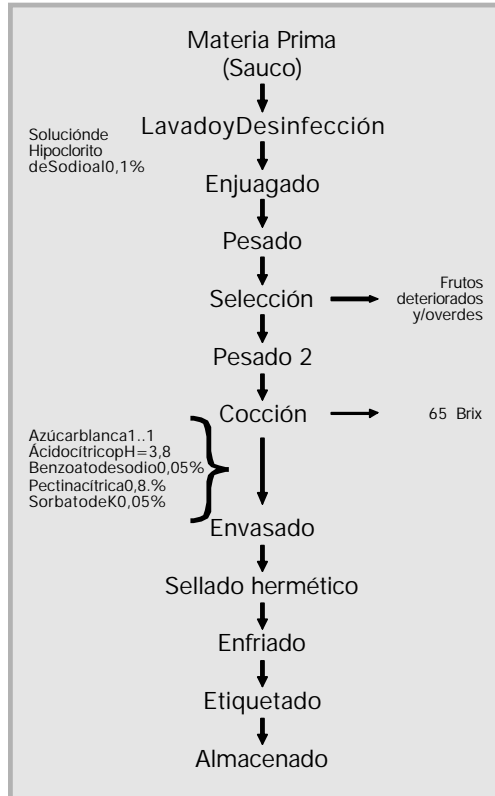 Materia Prima
(Sauco)
LavadoyDesinfección
Soluciónde
Hipoclorito
deSodioal0,1%
Enjuagado
Pesado
Selección
Frutos
deteriorados
y/overdes
Pesado 2
Cocción
65 Brix
Azúcarblanca1..1
ÁcidocítricopH=3,8
Benzoatodesodio0,05%
Pectinacítrica0,8.%
SorbatodeK0,05%
Envasado
Sellado hermético
Enfriado
Etiquetado
Almacenado